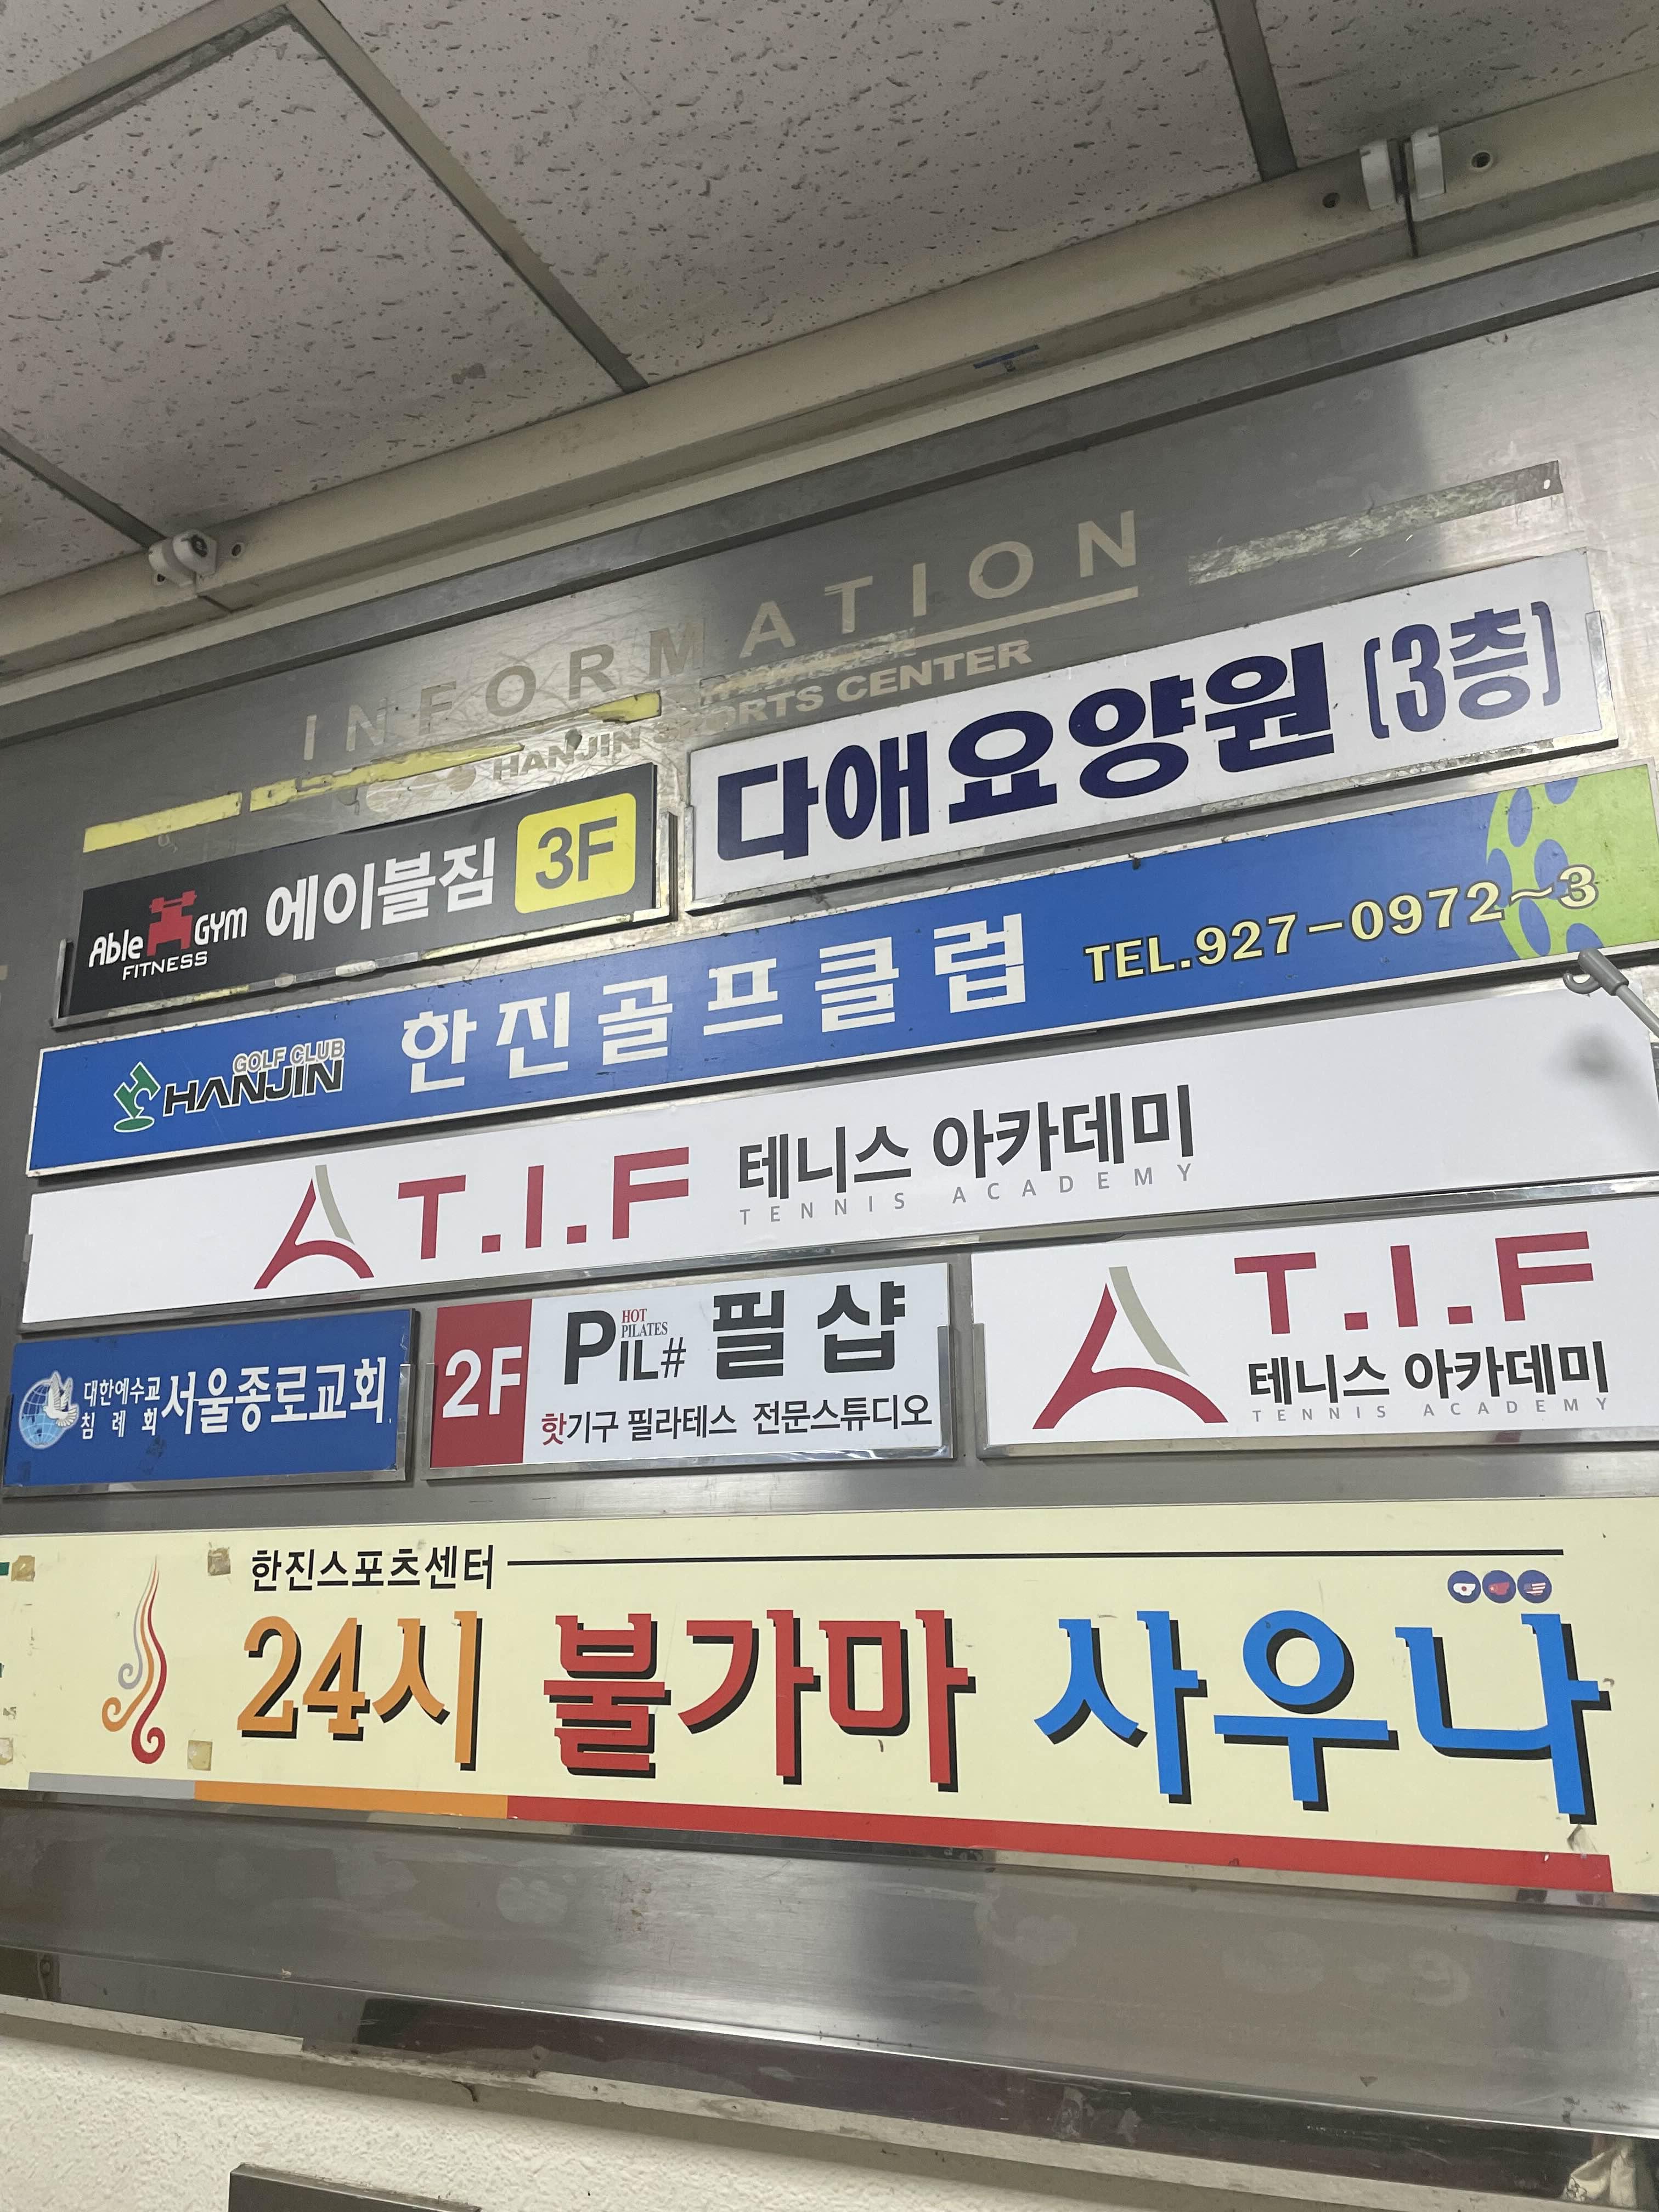 INFORMATION
HANJIN SPORTS CENTER
Able GYM
FITNESS
에이블짐
3F
다애요양원 (3층)
GOLF CLUB
HANJIN
한진골프클럽
TEL.927-0972~3
T.I.F
테니스 아카데미
TENNIS ACADEMY
대한예수교
침례회
서울종로교회
2F
PIL#
HOT
PILATES
필샵
핫기구 필라테스 전문스튜디오
T.I.F
테니스 아카데미
TENNIS ACADEMY
한진스포츠센터
24시 불가마 사우나